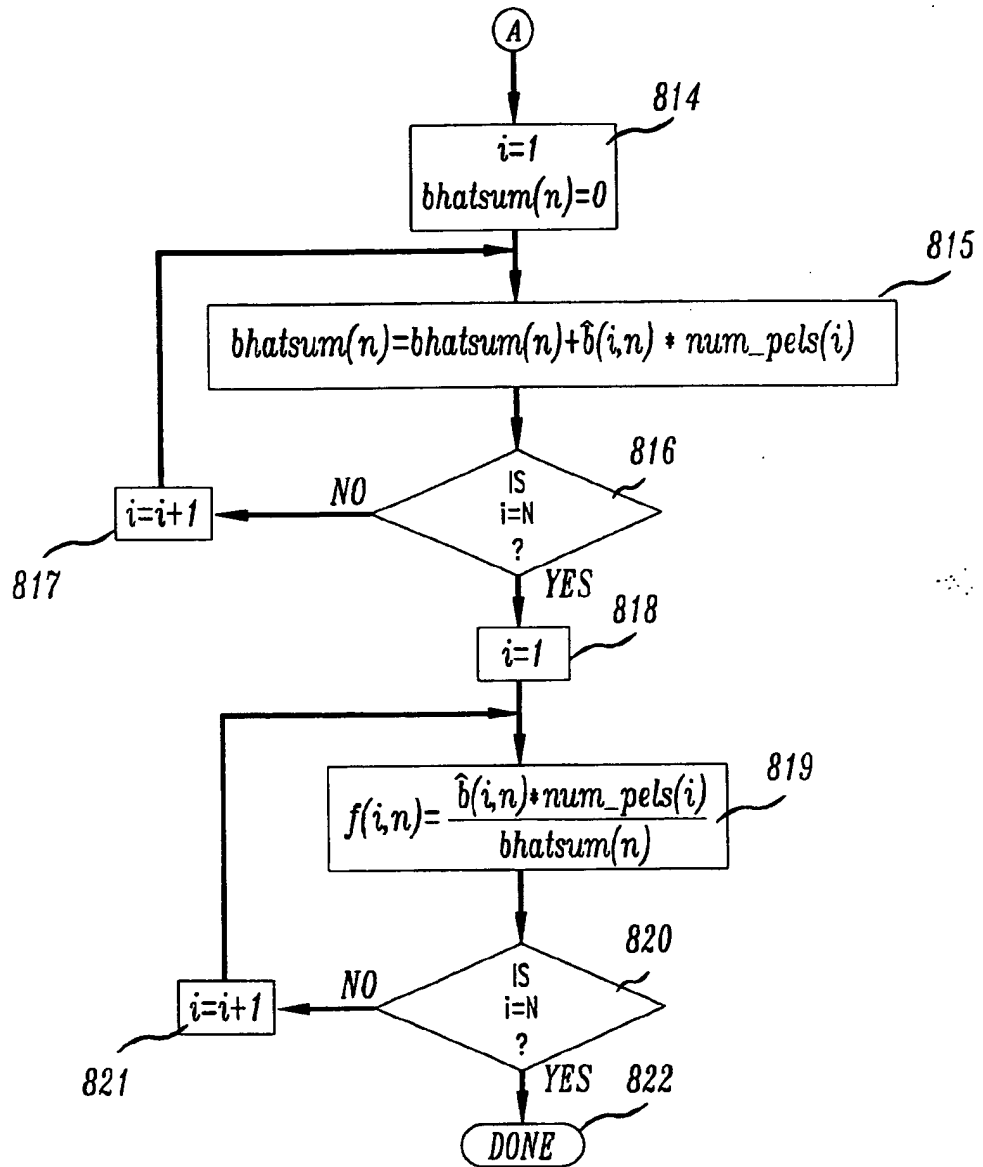 A
814
i=1
bhatsum(n)=0
815
bhatsum(n)=bhatsum(n)+b̂(i,n) * num_pels(i)
816
IS
i=N
?
NO
i=i+1
817
YES
818
i=1
819
f(i,n)= b̂(i,n)*num_pels(i)
bhatsum(n)
820
IS
i=N
?
NO
i=i+1
821
YES
822
DONE